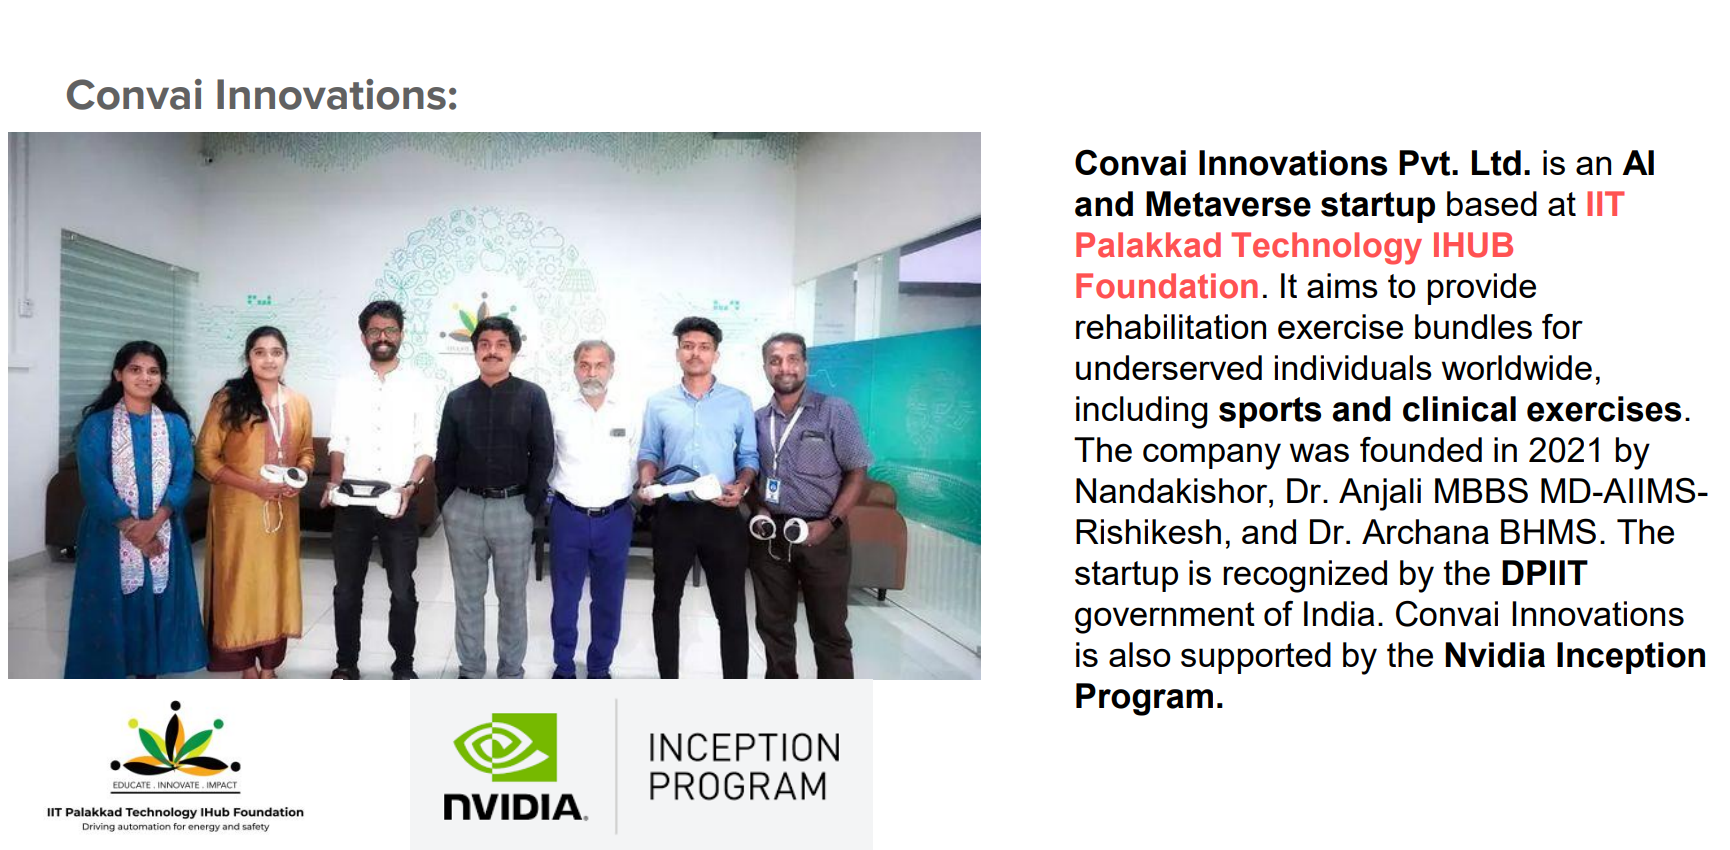 Convai Innovations:
Convai Innovations Pvt. Ltd. is an AI
and Metaverse startup based at IIT
Palakkad Technology IHUB
Foundation. It aims to provide
rehabilitation exercise bundles for
underserved individuals worldwide,
including sports and clinical exercises.
The company was founded in 2021 by
Nandakishor, Dr. Anjali MBBS MD-AIIMS-
Rishikesh, and Dr. Archana BHMS. The
startup is recognized by the DPIIT
government of India. Convai Innovations
is also supported by the Nvidia Inception
Program.
EDUCATE . INNOVATE . IMPACT
IIT Palakkad Technology IHub Foundation
Driving automation for energy and safety
NVIDIA.
INCEPTION
PROGRAM